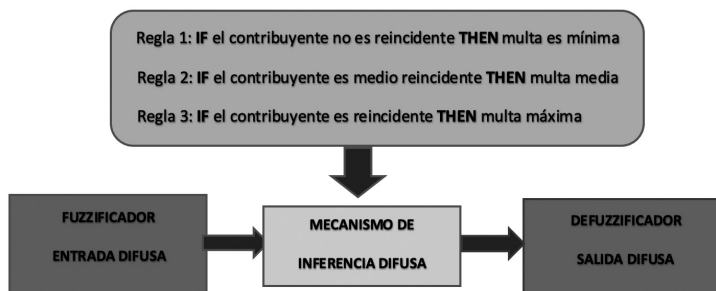 Regla 1: IF el contribuyente no es reincidente THEN multa es mínima
Regla 2: IF el contribuyente es medio reincidente THEN multa media
Regla 3: IF el contribuyente es reincidente THEN multa máxima
FUZZIFICADOR
ENTRADA DIFUSA
MECANISMO DE
INFERENCIA DIFUSA
DEFUZZIFICADOR
SALIDA DIFUSA